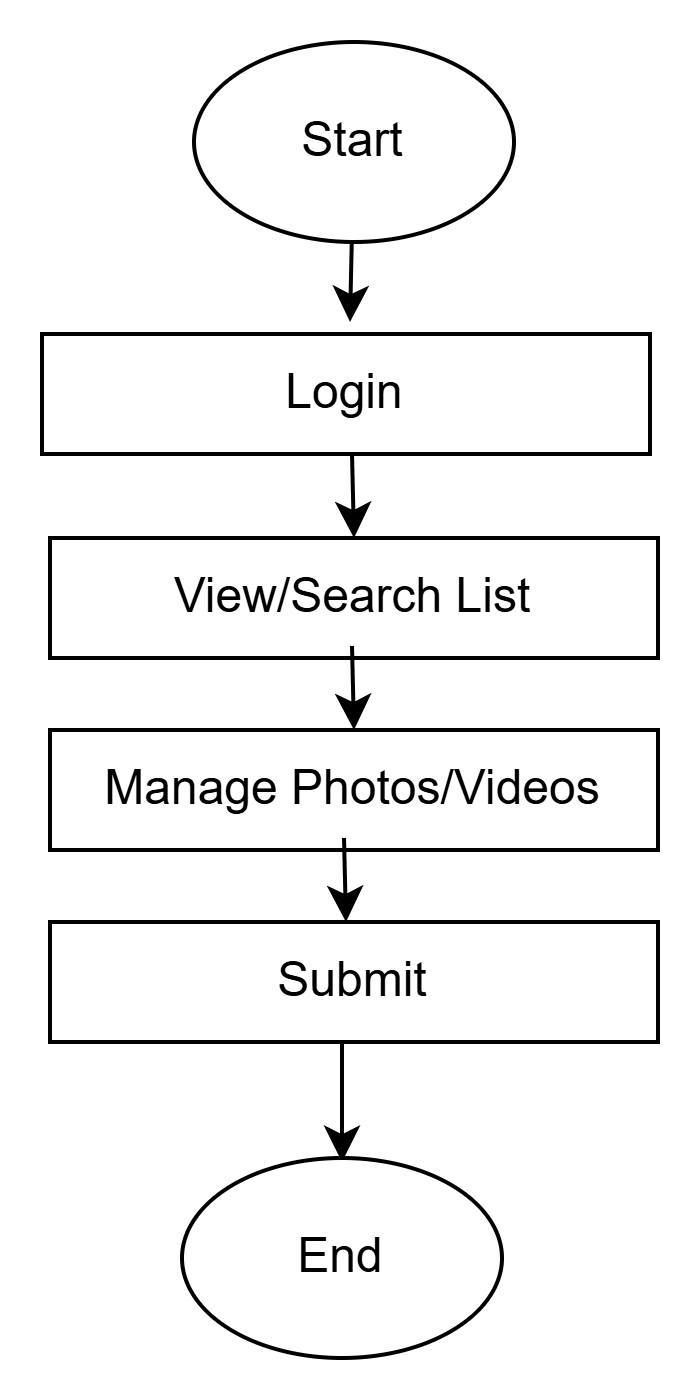 Start
Login
View/Search List
Manage Photos/Videos
Submit
End